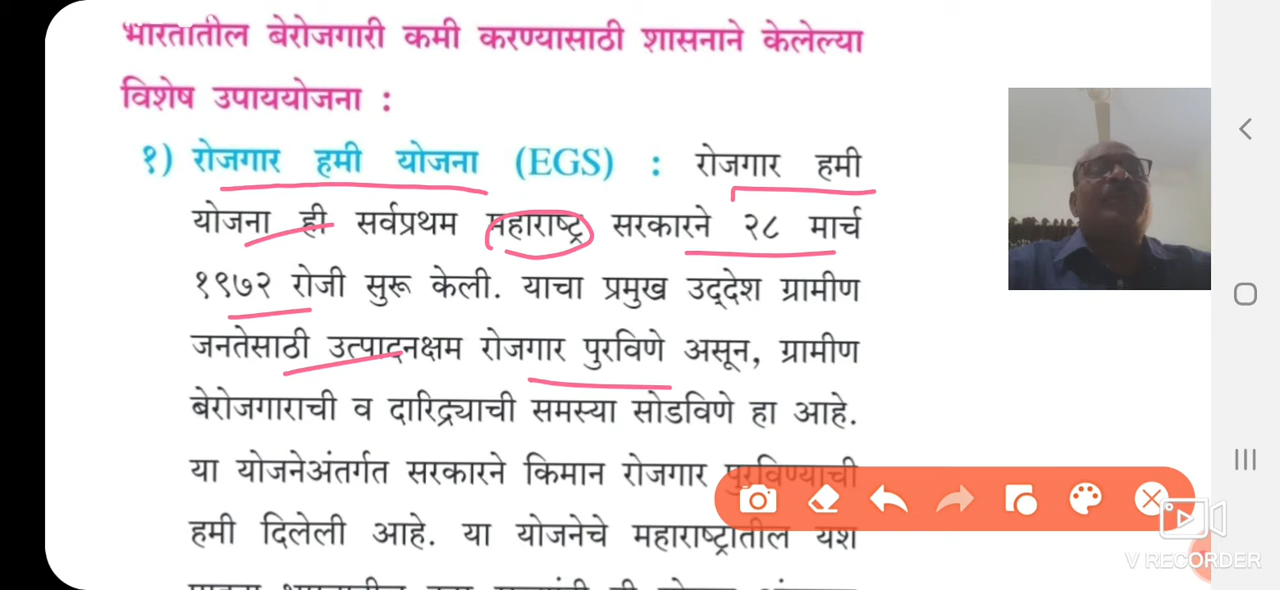 भारतातील बेरोजगारी कमी करण्यासाठी शासनाने केलेल्या
विशेष उपाययोजना :
१) रोजगार हमी योजना (EGS) : रोजगार हमी
योजना ही सर्वप्रथम महाराष्ट्र सरकारने २८ मार्च
१९७२ रोजी सुरू केली. याचा प्रमुख उद्देश ग्रामीण
जनतेसाठी उत्पादनक्षम रोजगार पुरविणे असून, ग्रामीण
बेरोजगाराची व दारिद्र्याची समस्या सोडविणे हा आहे.
या योजनेअंतर्गत सरकारने किमान रोजगार पुरविण्याची
हमी दिलेली आहे. या योजनेचे महाराष्ट्रातील यश
V RECORDER